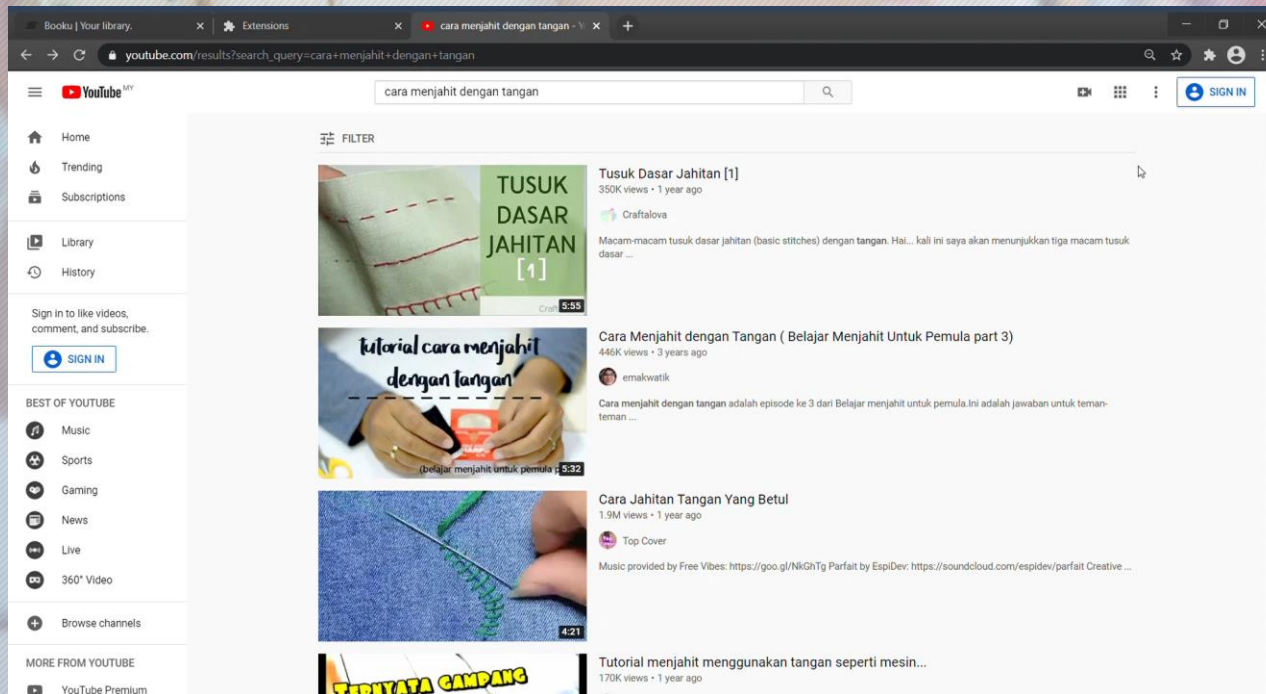 Booku | Your library.
Extensions
cara menjahit dengan tangan -
youtube.com/results?search_query=cara+menjahit+dengan+tangan
YouTube MY
cara menjahit dengan tangan
SIGN IN
Home
Trending
Subscriptions
Library
History
Sign in to like videos,
comment, and subscribe.
SIGN IN
BEST OF YOUTUBE
Music
Sports
Gaming
News
Live
360° Video
Browse channels
MORE FROM YOUTUBE
YouTube Premium
FILTER
TUSUK
DASAR
JAHITAN
[1]
Craft
5:55
Tusuk Dasar Jahitan [1]
350K views • 1 year ago
Craftalova
Macam-macam tusuk dasar jahitan (basic stitches) dengan tangan. Hai... kali ini saya akan menunjukkan tiga macam tusuk
dasar ...
tutorial cara menjahit
dengan tangan
(belajar menjahit untuk pemula p
5:32
Cara Menjahit dengan Tangan ( Belajar Menjahit Untuk Pemula part 3)
446K views • 3 years ago
emakwatik
Cara menjahit dengan tangan adalah episode ke 3 dari Belajar menjahit untuk pemula.Ini adalah jawaban untuk teman-
teman ...
4:21
Cara Jahitan Tangan Yang Betul
1.9M views • 1 year ago
Top Cover
Music provided by Free Vibes: https://goo.gl/NkGhTg Parfait by EspiDev: https://soundcloud.com/espidev/parfait Creative ...
TERNYATA GAMPANG
Tutorial menjahit menggunakan tangan seperti mesin...
170K views • 1 year ago